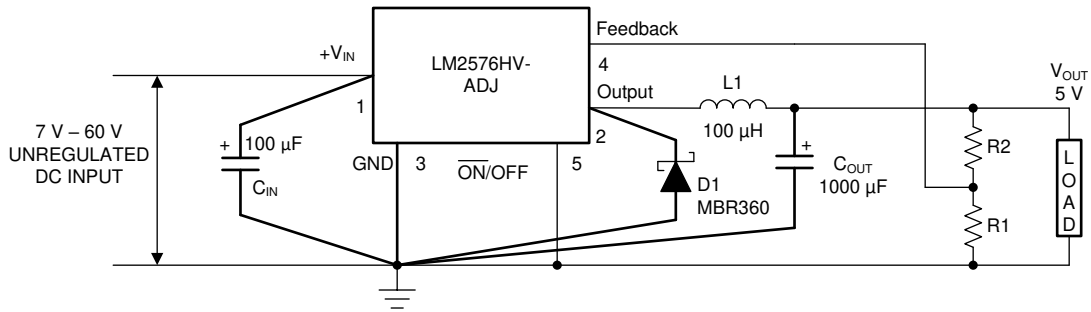 Feedback
+VIN
LM2576HV-
ADJ
4
L1
VOUT
5 V
Output
1
7 V – 60 V
UNREGULATED
DC INPUT
+
100 µF
CIN
GND
3
ON/OFF
5
2
100 µH
D1
MBR360
+
COUT
1000 µF
R2
R1
LOAD